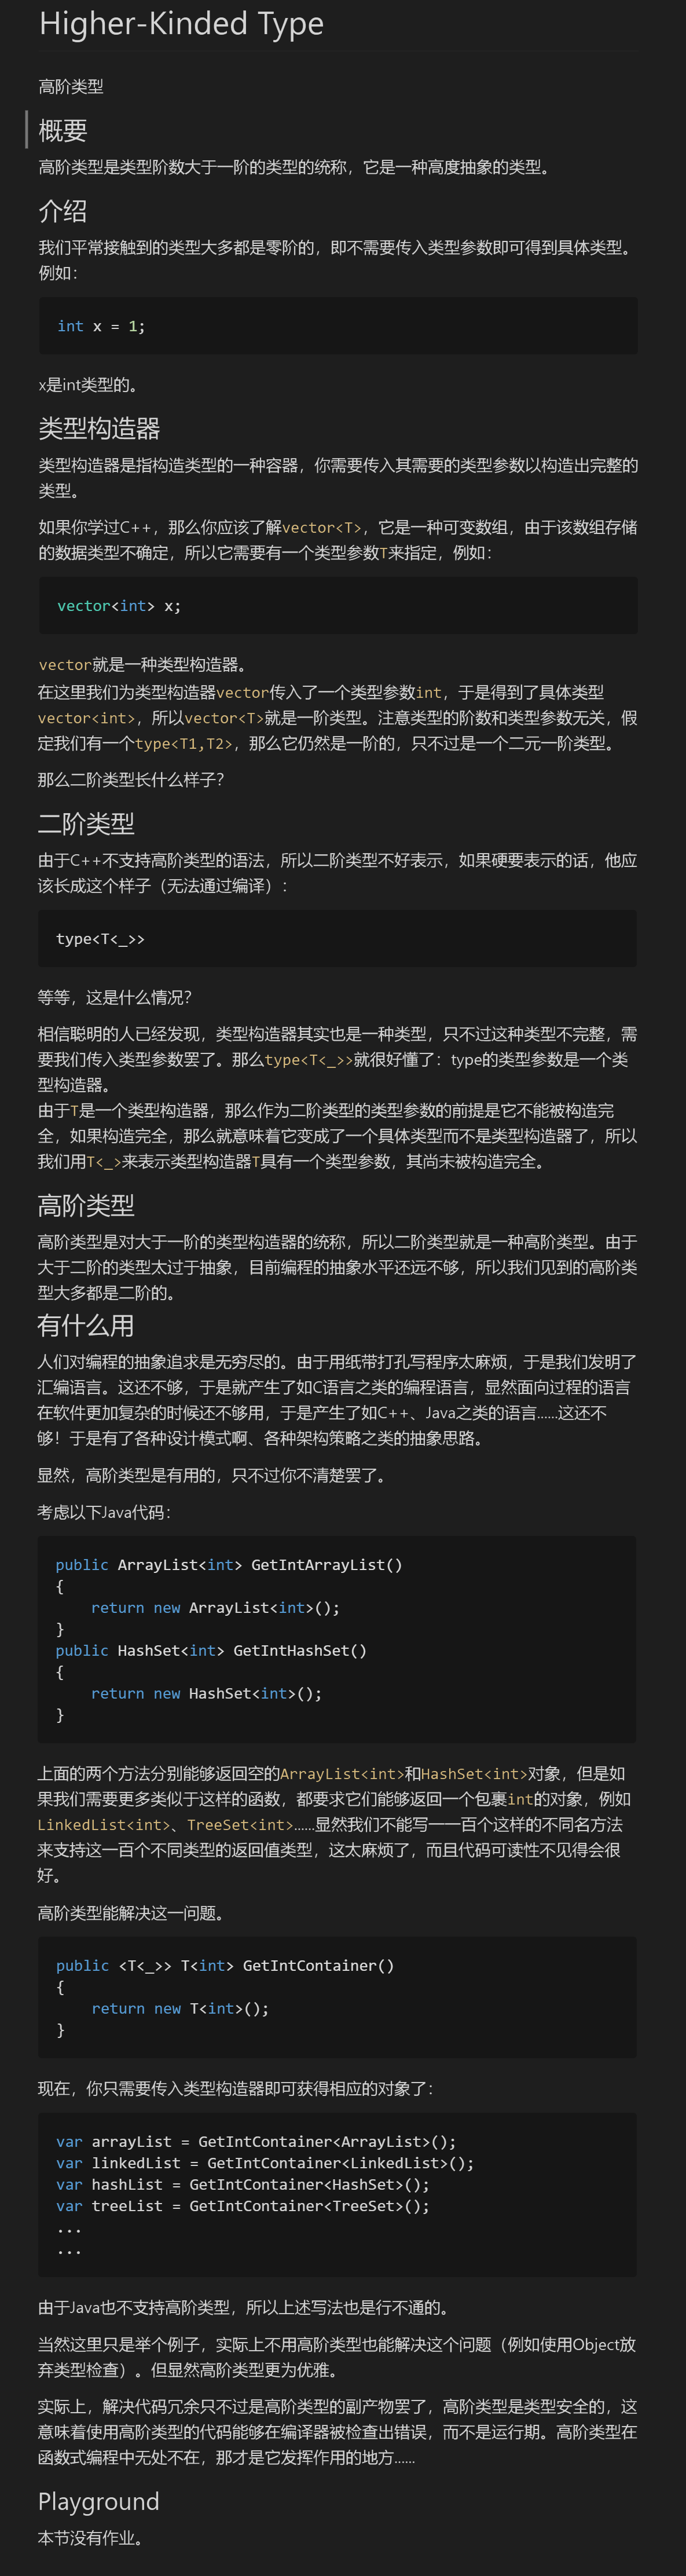 Higher-Kinded Type
高阶类型
概要
高阶类型是类型阶数大于一阶的类型的统称，它是一种高度抽象的类型。
介绍
我们平常接触到的类型大多都是零阶的，即不需要传入类型参数即可得到具体类型。
例如：
int x = 1;
x是int类型的。
类型构造器
类型构造器是指构造类型的一种容器，你需要传入其需要的类型参数以构造出完整的
类型。
如果你学过C++，那么你应该了解vector<T>，它是一种可变数组，由于该数组存储
的数据类型不确定，所以它需要有一个类型参数T来指定，例如：
vector<int> x;
vector就是一种类型构造器。
在这里我们为类型构造器vector传入了一个类型参数int，于是得到了具体类型
vector<int>，所以vector<T>就是一阶类型。注意类型的阶数和类型参数无关，假
定我们有一个type<T1,T2>，那么它仍然是一阶的，只不过是一个二元一阶类型。
那么二阶类型长什么样子？
二阶类型
由于C++不支持高阶类型的语法，所以二阶类型不好表示，如果硬要表示的话，他应
该长成这个样子（无法通过编译）：
type<T<_>>
等等，这是什么情况？
相信聪明的人已经发现，类型构造器其实也是一种类型，只不过这种类型不完整，需
要我们传入类型参数罢了。那么type<T<_>>就很好懂了：type的类型参数是一个类
型构造器。
由于T是一个类型构造器，那么作为二阶类型的类型参数的前提是它不能被构造完
全，如果构造完全，那么就意味着它变成了一个具体类型而不是类型构造器了，所以
我们用T<_>来表示类型构造器T具有一个类型参数，其尚未被构造完全。
高阶类型
高阶类型是对大于一阶的类型构造器的统称，所以二阶类型就是一种高阶类型。由于
大于二阶的类型太过于抽象，目前编程的抽象水平还远不够，所以我们见到的高阶类
型大多都是二阶的。
有什么用
人们对编程的抽象追求是无穷尽的。由于用纸带打孔写程序太麻烦，于是我们发明了
汇编语言。这还不够，于是就产生了如C语言之类的编程语言，显然面向过程的语言
在软件更加复杂的时候还不够用，于是产生了如C++、Java之类的语言……这还不
够！于是有了各种设计模式啊、各种架构策略之类的抽象思路。
显然，高阶类型是有用的，只不过你不清楚罢了。
考虑以下Java代码：
public ArrayList<int> GetIntArrayList()
{
    return new ArrayList<int>();
}
public HashSet<int> GetIntHashSet()
{
    return new HashSet<int>();
}
上面的两个方法分别能够返回空的ArrayList<int>和HashSet<int>对象，但是如
果我们需要更多类似于这样的函数，都要求它们能够返回一个包裹int的对象，例如
LinkedList<int>、TreeSet<int>……显然我们不能写一一百个这样的不同名方法
来支持这一百个不同类型的返回值类型，这太麻烦了，而且代码可读性不见得会很
好。
高阶类型能解决这一问题。
public <T<_>> T<int> GetIntContainer()
{
    return new T<int>();
}
现在，你只需要传入类型构造器即可获得相应的对象了：
var arrayList = GetIntContainer<ArrayList>();
var linkedList = GetIntContainer<LinkedList>();
var hashList = GetIntContainer<HashSet>();
var treeList = GetIntContainer<TreeSet>();
...
...
由于Java也不支持高阶类型，所以上述写法也是行不通的。
当然这里只是举个例子，实际上不用高阶类型也能解决这个问题（例如使用Object放
弃类型检查）。但显然高阶类型更为优雅。
实际上，解决代码冗余只不过是高阶类型的副产物罢了，高阶类型是类型安全的，这
意味着使用高阶类型的代码能够在编译器被检查出错误，而不是运行期。高阶类型在
函数式编程中无处不在，那才是它发挥作用的地方……
Playground
本节没有作业。